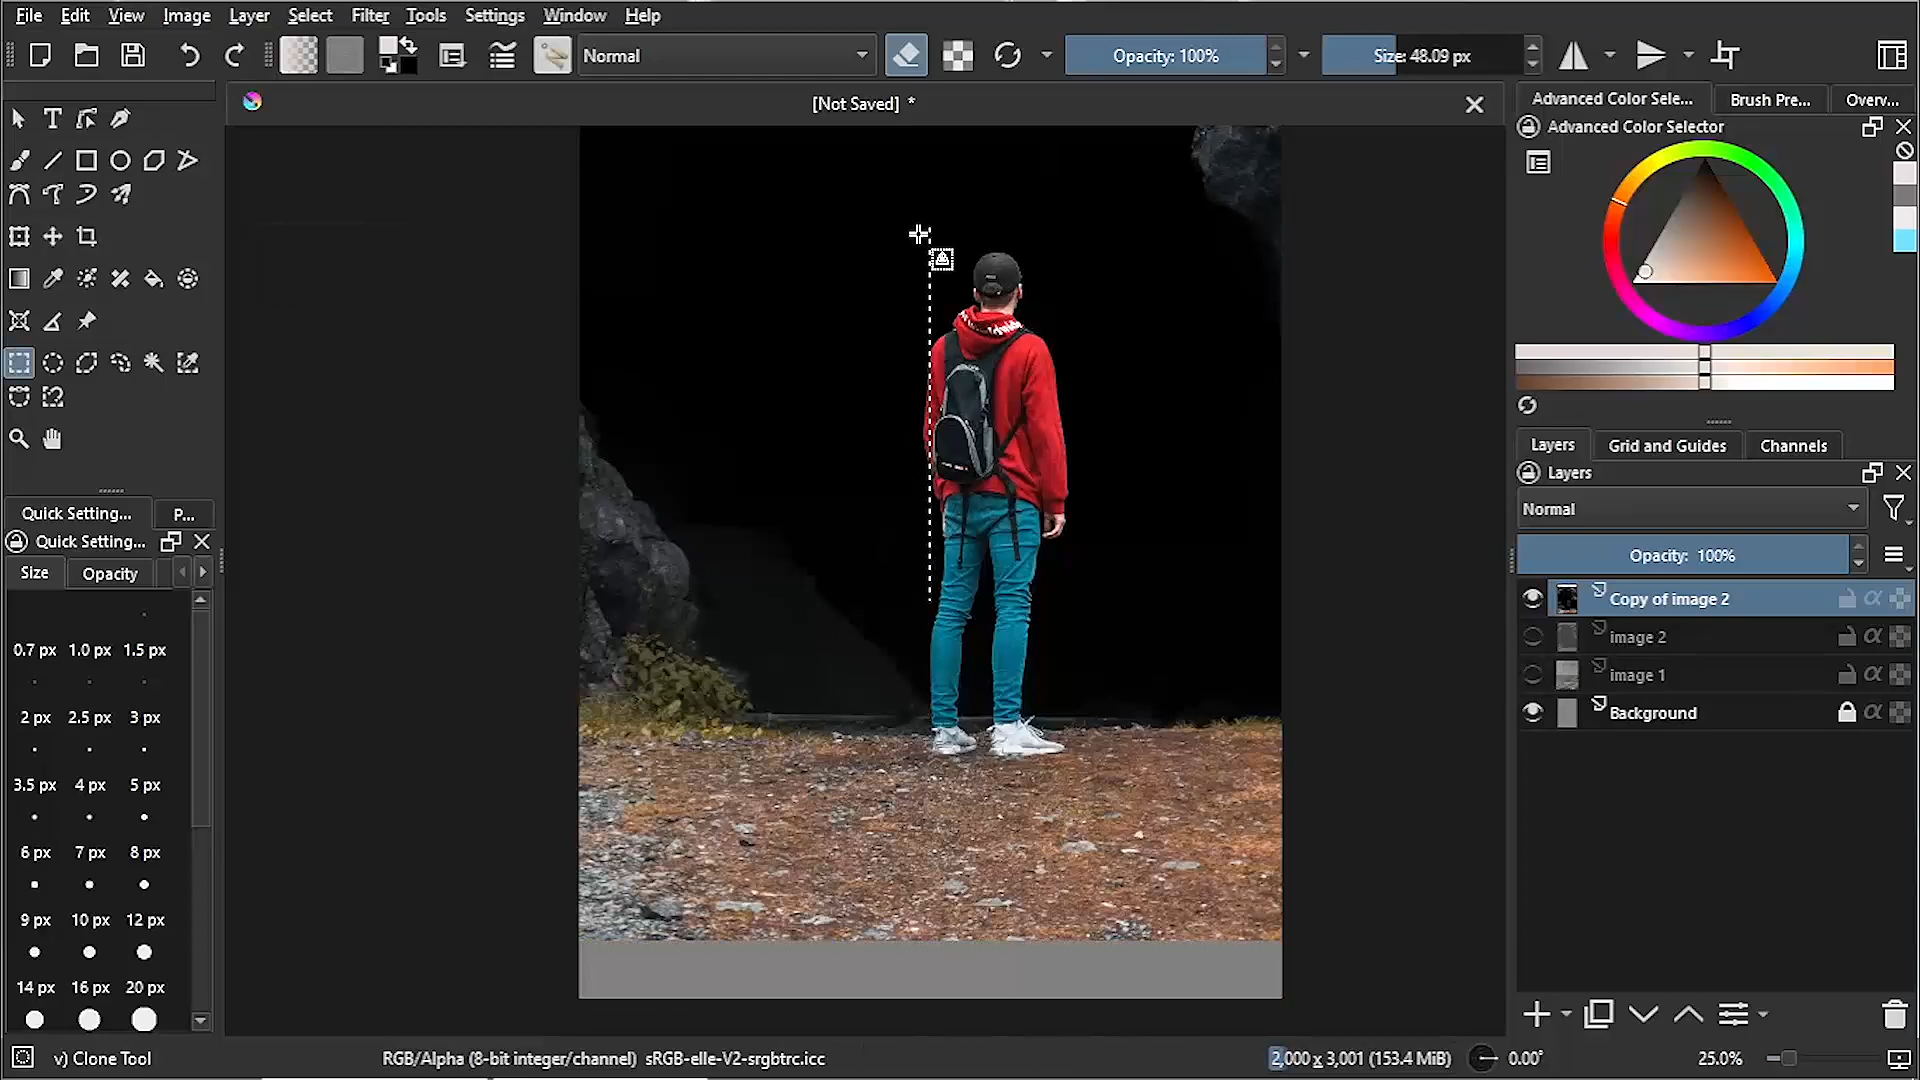 File Edit View Image Layer Select Filter Tools Settings Window Help
Normal Opacity: 100% Size: 48.09 px
[Not Saved] *
Advanced Color Sele... Brush Pre... Overv...
Advanced Color Selector
Layers Grid and Guides Channels
Layers
Normal
Opacity: 100%
Copy of image 2
image 2
image 1
Background
Quick Setting... P...
Quick Setting...
Size Opacity
0.7 px 1.0 px 1.5 px
2 px 2.5 px 3 px
3.5 px 4 px 5 px
6 px 7 px 8 px
9 px 10 px 12 px
14 px 16 px 20 px
v) Clone Tool RGB/Alpha (8-bit integer/channel) sRGB-elle-V2-srgbtrc.icc 2,000 x 3,001 (153.4 MiB) 0.00° 25.0%